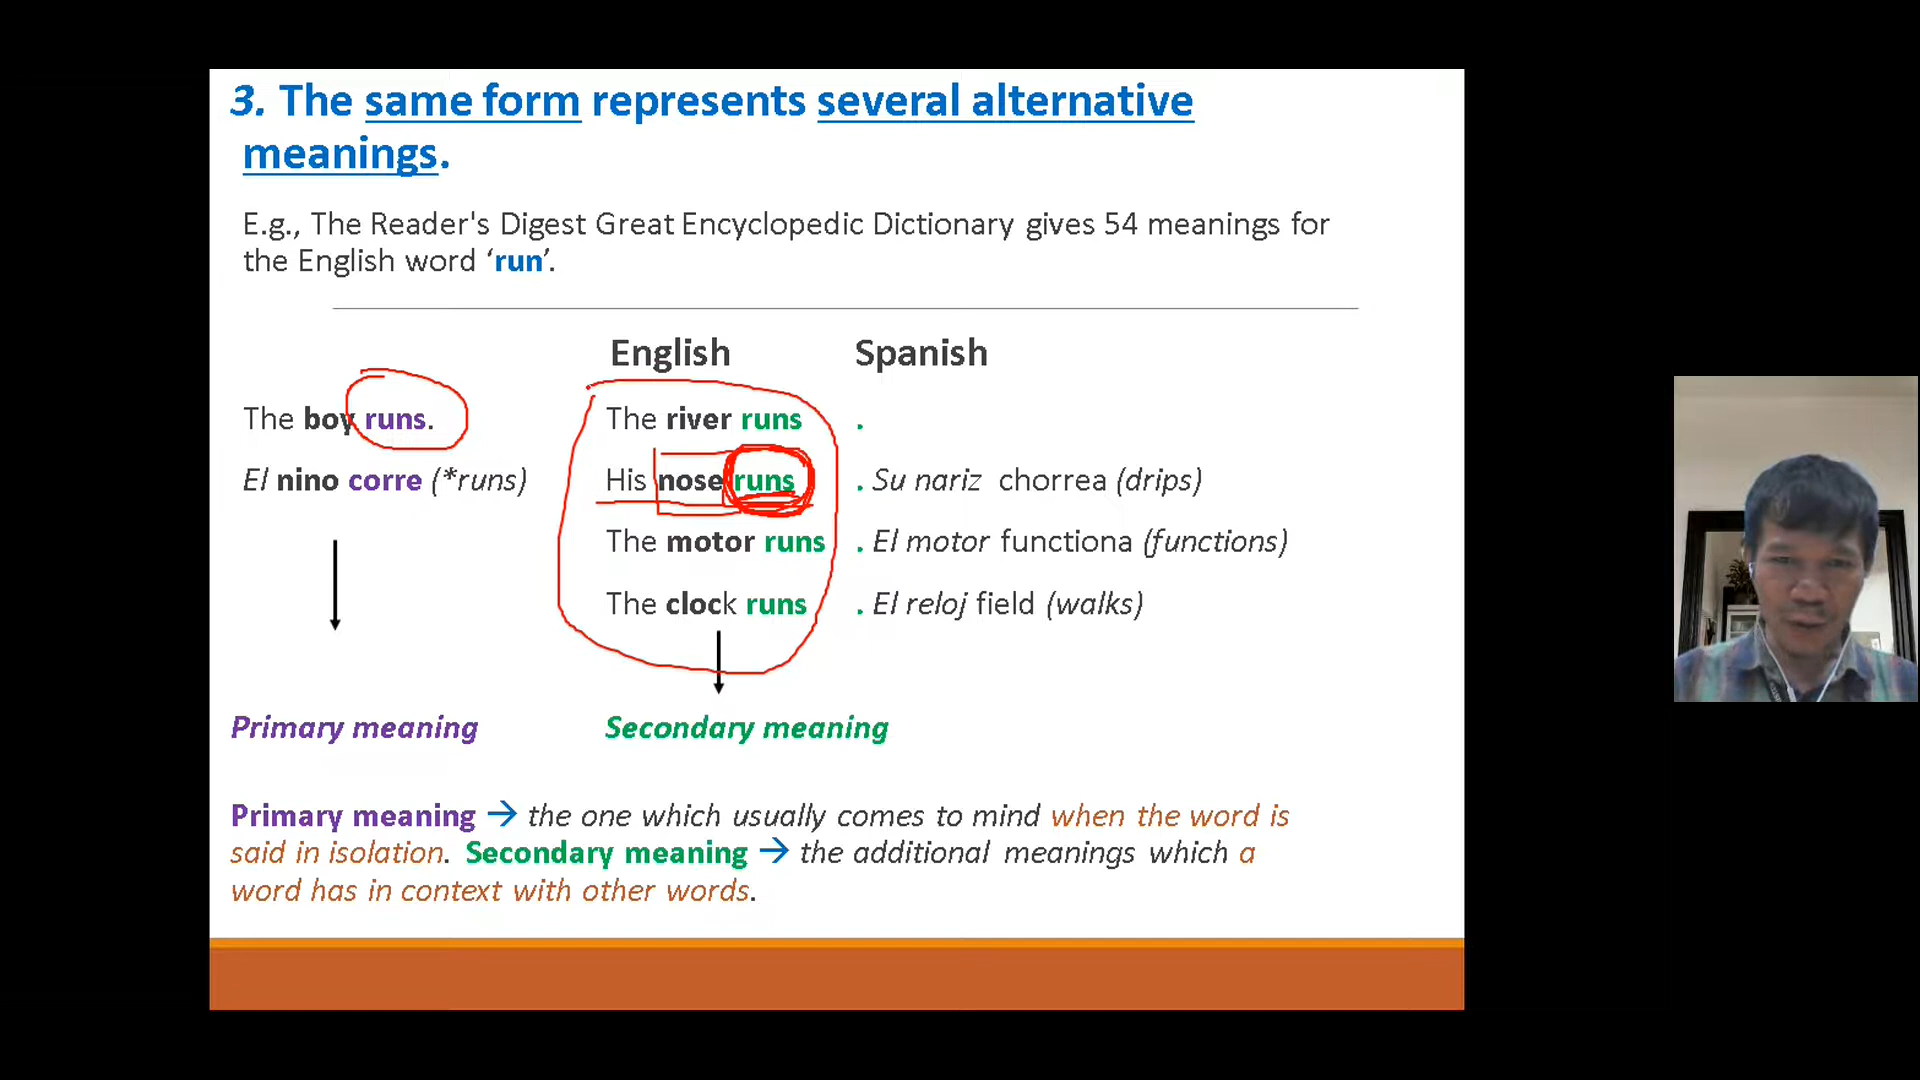 3. The same form represents several alternative
meanings.
E.g., The Reader's Digest Great Encyclopedic Dictionary gives 54 meanings for
the English word ‘run’.
English Spanish
The boy runs. The river runs .
El nino corre (*runs) His nose runs . Su nariz chorrea (drips)
The motor runs . El motor functiona (functions)
The clock runs . El reloj field (walks)
Primary meaning Secondary meaning
Primary meaning → the one which usually comes to mind when the word is
said in isolation. Secondary meaning → the additional meanings which a
word has in context with other words.